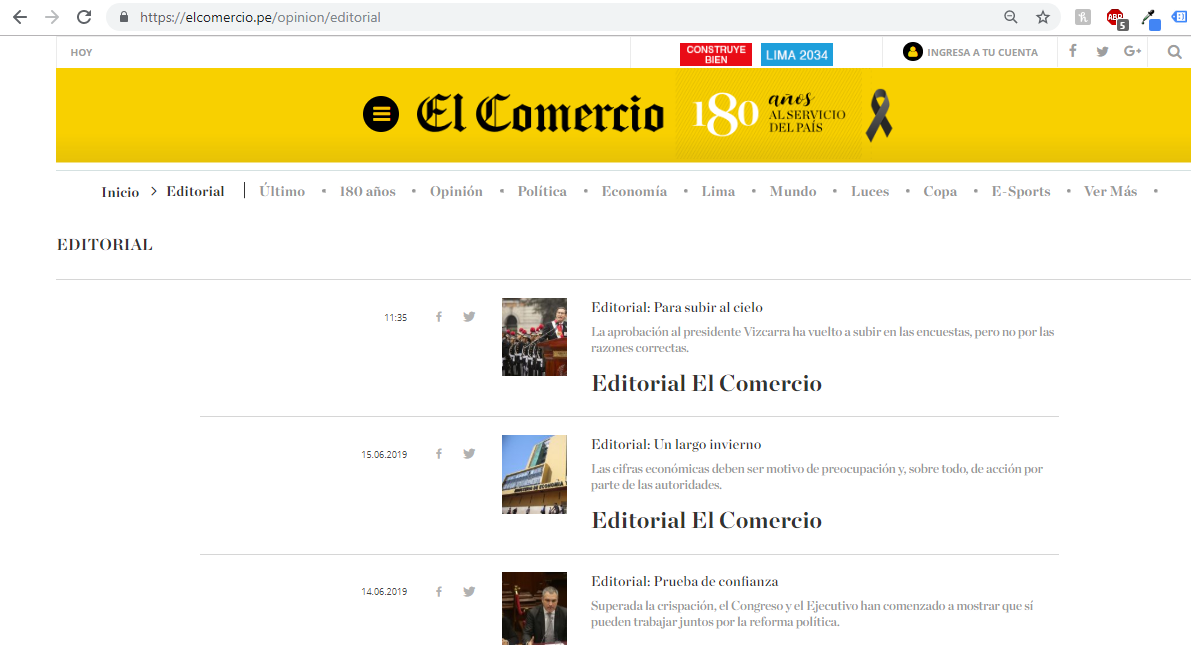 https://elcomercio.pe/opinion/editorial
ABP
5
HOY
CONSTRUYE
BIEN
LIMA 2034
INGRESA A TU CUENTA
G+
El Comercio
180
años
AL SERVICIO
DEL PAÍS
Inicio > Editorial | Último • 180 años • Opinión • Política • Economía • Lima • Mundo • Luces • Copa • E-Sports • Ver Más •
EDITORIAL
11:35
Editorial: Para subir al cielo
La aprobación al presidente Vizcarra ha vuelto a subir en las encuestas, pero no por las
razones correctas.
Editorial El Comercio
15.06.2019
Editorial: Un largo invierno
Las cifras económicas deben ser motivo de preocupación y, sobre todo, de acción por
parte de las autoridades.
Editorial El Comercio
14.06.2019
Editorial: Prueba de confianza
Superada la crispación, el Congreso y el Ejecutivo han comenzado a mostrar que sí
pueden trabajar juntos por la reforma política.